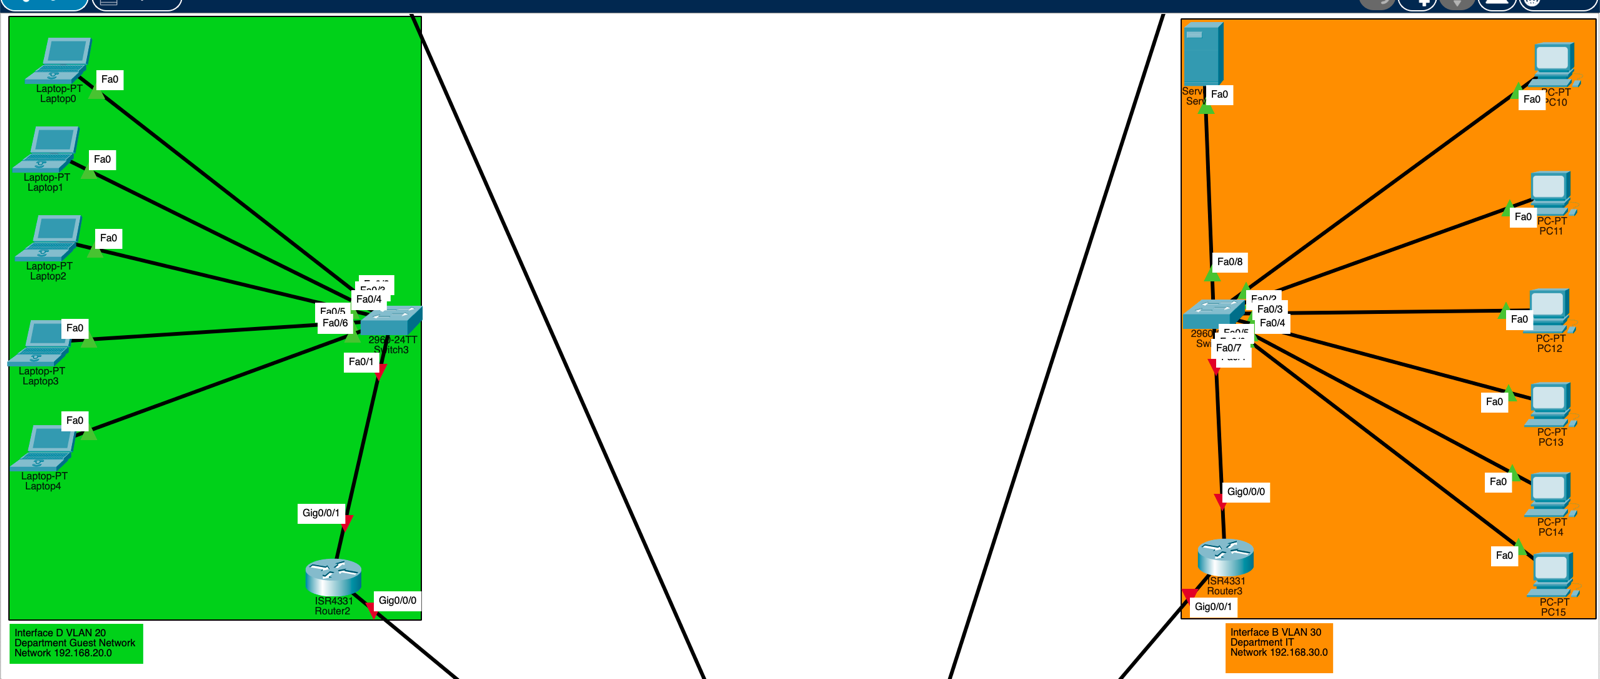 Fa0
Laptop-PT
Laptop0
Fa0
Laptop-PT
Laptop1
Fa0
Laptop-PT
Laptop2
Fa0
Laptop-PT
Laptop3
Fa0
Laptop-PT
Laptop4
Fa0/4
Fa0/5
Fa0/6
2960-24TT
Switch3
Fa0/1
Gig0/0/1
ISR4331
Router2
Gig0/0/0
Interface D VLAN 20
Department Guest Network
Network 192.168.20.0
Fa0
Fa0/8
Fa0/2
Fa0/3
Fa0/4
Fa0/5
2960
Fa0/7
Gig0/0/0
ISR4331
Router3
Gig0/0/1
Fa0
PC-PT
PC10
Fa0
PC-PT
PC11
Fa0
PC-PT
PC12
Fa0
PC-PT
PC13
Fa0
PC-PT
PC14
Fa0
PC-PT
PC15
Interface B VLAN 30
Department IT
Network 192.168.30.0